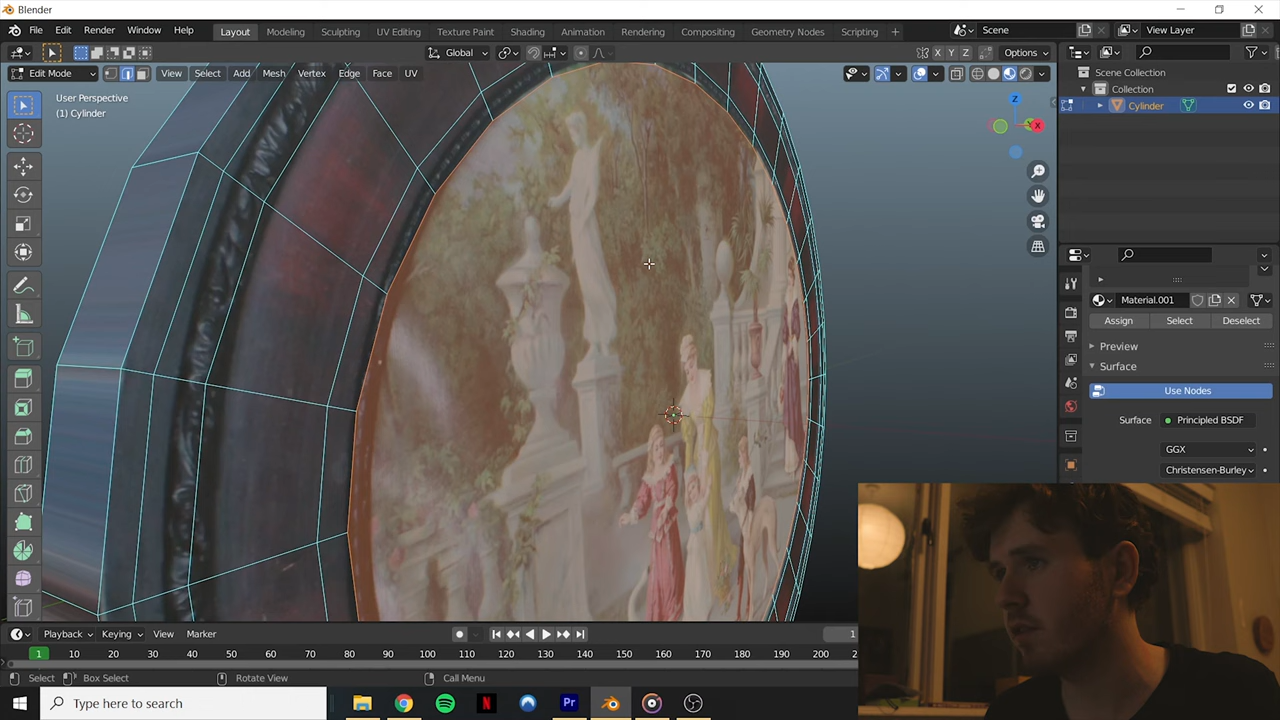 Blender
File Edit Render Window Help Layout Modeling Sculpting UV Editing Texture Paint Shading Animation Rendering Compositing Geometry Nodes Scripting + Scene View Layer
Global X Y Z Options
Edit Mode View Select Add Mesh Vertex Edge Face UV
Scene Collection
Collection
Cylinder
User Perspective
(1) Cylinder
Z
Y
X
Material.001
Assign Select Deselect
Preview
Surface
Use Nodes
Surface Principled BSDF
GGX
Christensen-Burley
Playback Keying View Marker 1
1 10 20 30 40 50 60 70 80 90 100 110 120 130 140 150 160 170 180 190 200
Select Box Select Rotate View Call Menu
Type here to search
N
Pr